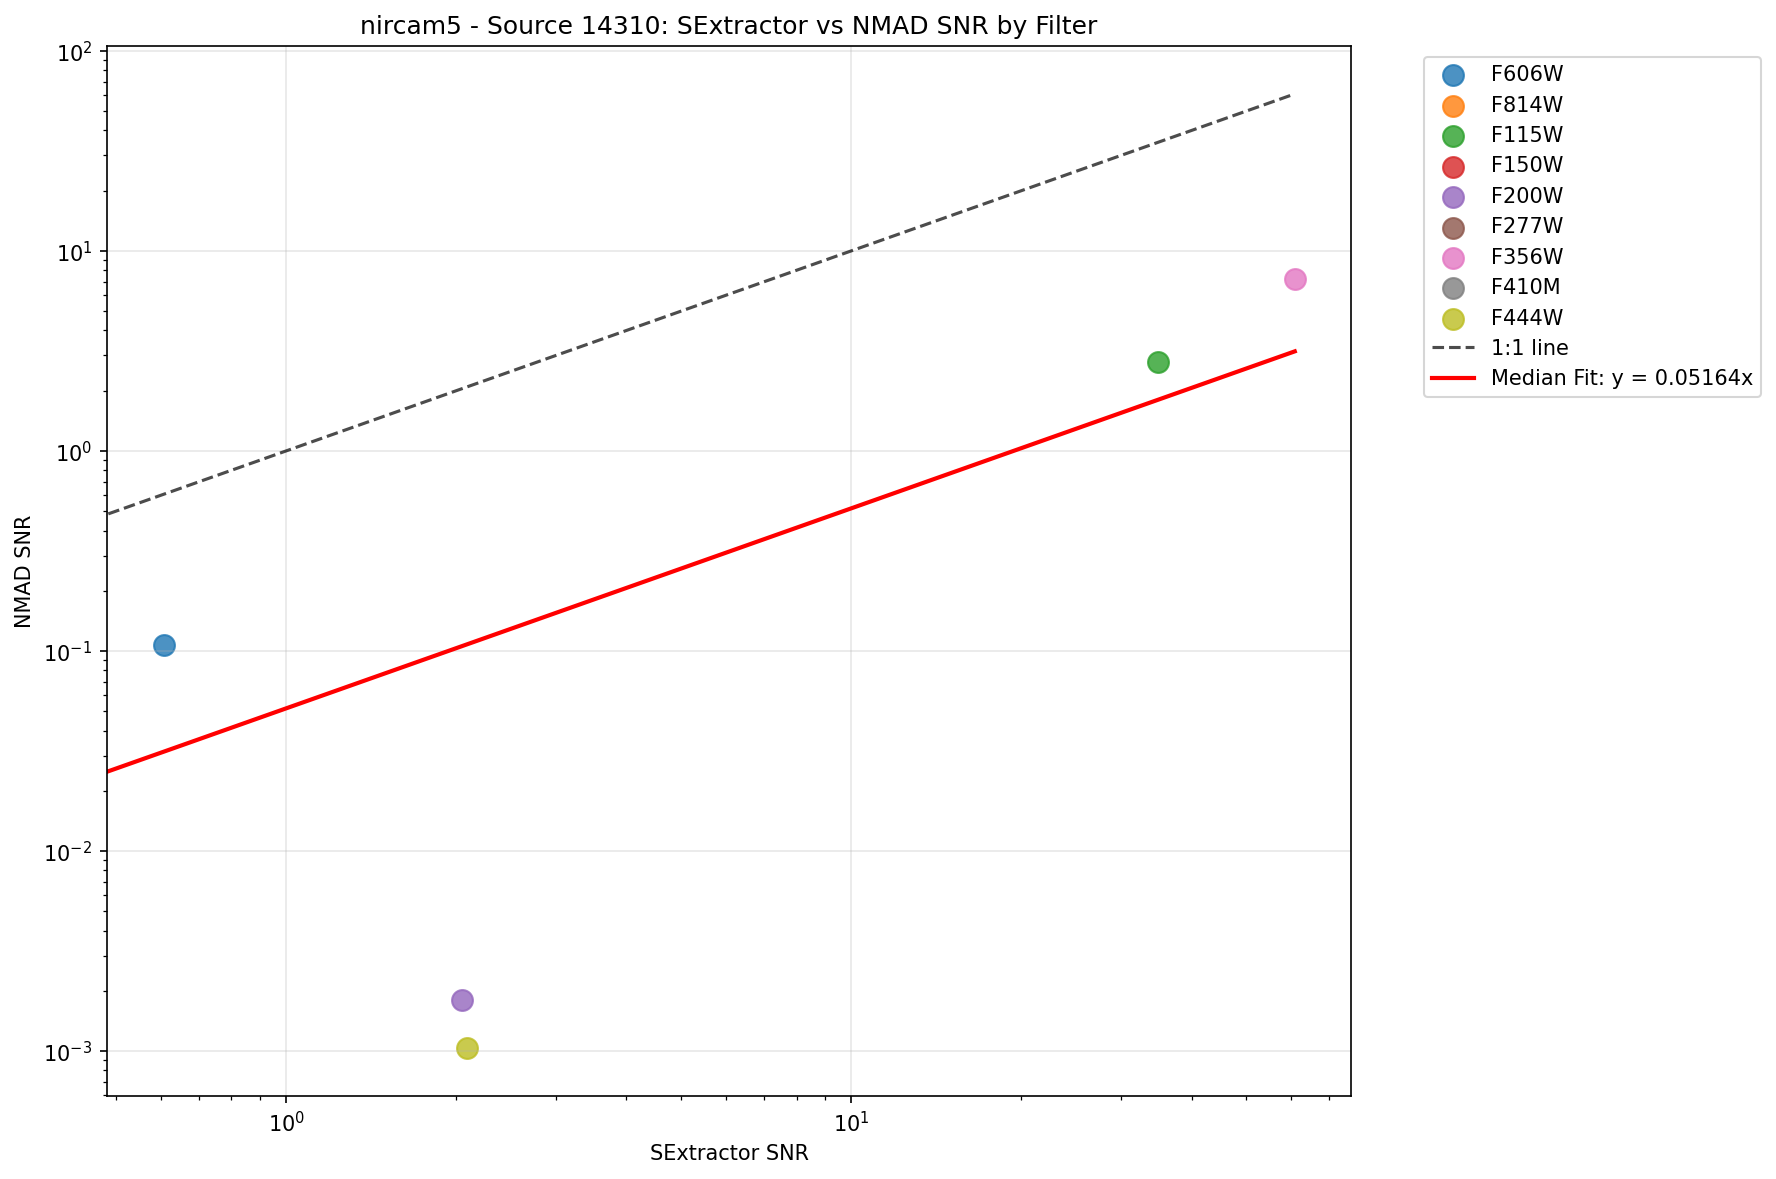 nircam5 - Source 14310: SExtractor vs NMAD SNR by Filter
NMAD SNR
10²
10¹
10⁰
10⁻¹
10⁻²
10⁻³
10⁰ 10¹
SExtractor SNR
F606W
F814W
F115W
F150W
F200W
F277W
F356W
F410M
F444W
1:1 line
Median Fit: y = 0.05164x